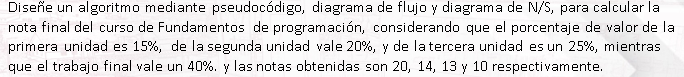 Diseñe un algoritmo mediante pseudocódigo, diagrama de flujo y diagrama de N/S, para calcular la
nota final del curso de Fundamentos de programación, considerando que el porcentaje de valor de la
primera unidad es 15%, de la segunda unidad vale 20%, y de la tercera unidad es un 25%, mientras
que el trabajo final vale un 40%. y las notas obtenidas son 20, 14, 13 y 10 respectivamente.